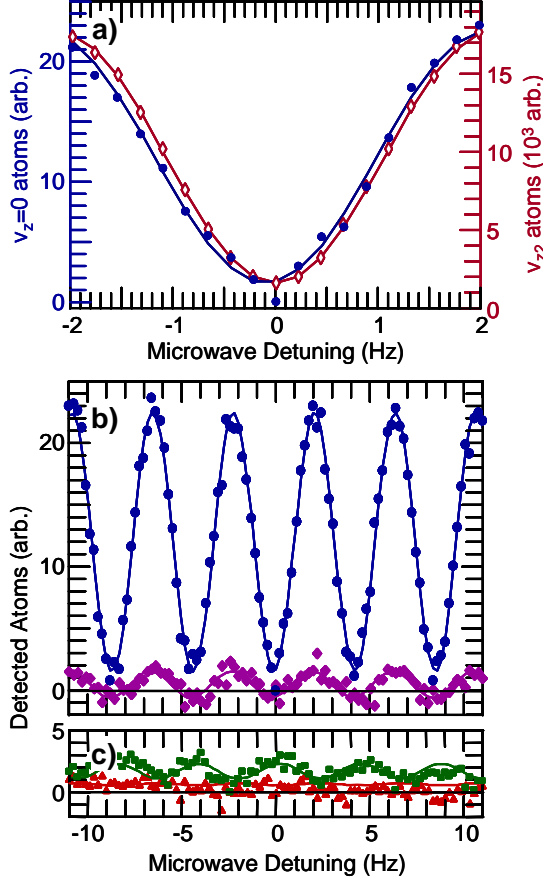 a)
20
10
0
v_z=0 atoms (arb.)
15
10
5
0
v_z2 atoms (10³ arb.)
-2 -1 0 1 2
Microwave Detuning (Hz)
b)
20
10
0
Detected Atoms (arb.)
c)
5
0
-10 -5 0 5 10
Microwave Detuning (Hz)